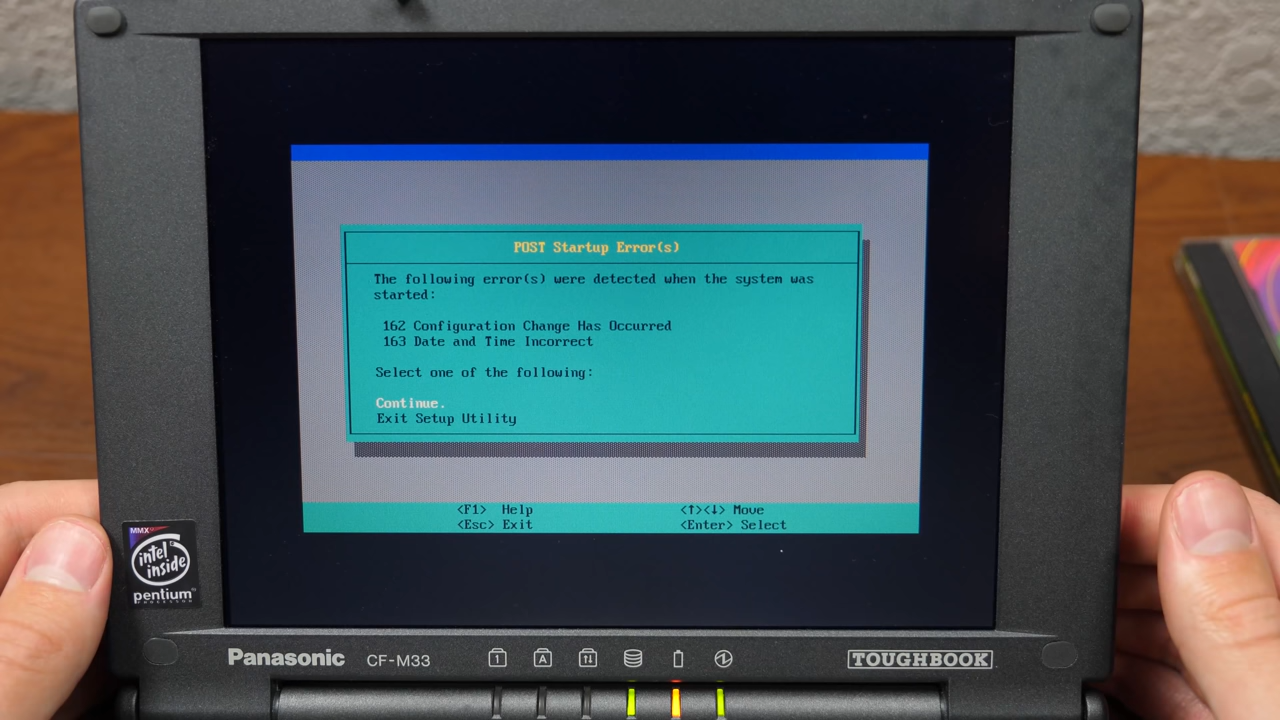 POST Startup Error(s)
The following error(s) were detected when the system was
started:
162 Configuration Change Has Occurred
163 Date and Time Incorrect
Select one of the following:
Continue.
Exit Setup Utility
<F1> Help
<↑><↓> Move
<Esc> Exit
<Enter> Select
MMX
intel
inside
pentium
Panasonic
CF-M33
1
A
TOUGHBOOK